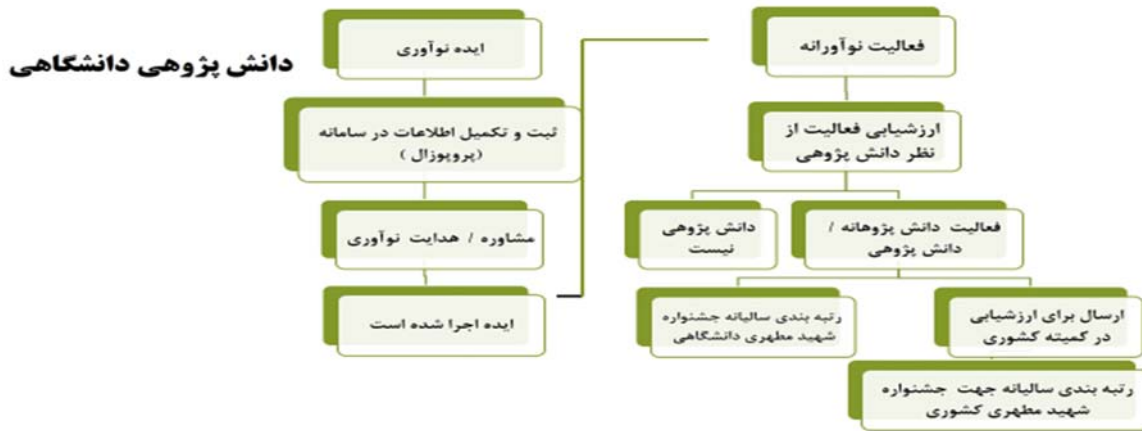 دانش پژوهی دانشگاهی
ایده نوآوری
ثبت و تکمیل اطلاعات در سامانه
(پروپوزال )
مشاوره / هدایت نوآوری
ایده اجرا شده است
فعالیت نوآورانه
ارزشیابی فعالیت از
نظر دانش پژوهی
فعالیت دانش پژوهانه /
دانش پژوهی
دانش پژوهی
نیست
ارسال برای ارزشیابی
در کمیته کشوری
رتبه بندی سالیانه جشنواره
شهید مطهری دانشگاهی
رتبه بندی سالیانه جهت جشنواره
شهید مطهری کشوری